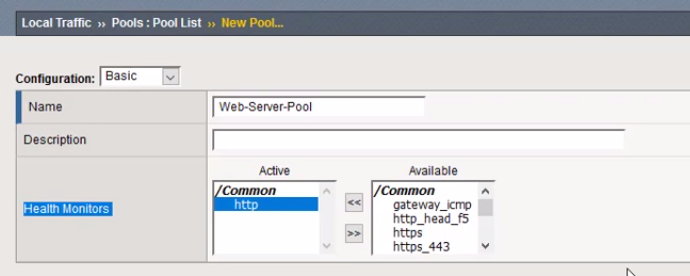 Local Traffic ›› Pools : Pool List ›› New Pool...
Configuration: Basic
Name Web-Server-Pool
Description
Active Available
/Common /Common
Health Monitors http << gateway_icmp
http_head_f5
>> https
https_443